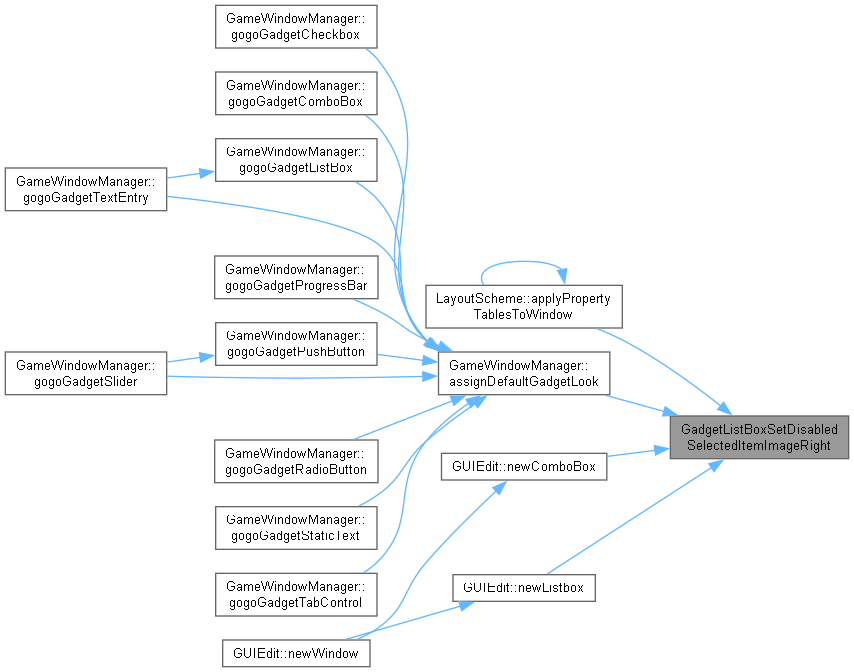 GameWindowManager::
gogoGadgetCheckbox
GameWindowManager::
gogoGadgetComboBox
GameWindowManager::
gogoGadgetListBox
GameWindowManager::
gogoGadgetTextEntry
GameWindowManager::
gogoGadgetProgressBar
LayoutScheme::applyProperty
TablesToWindow
GameWindowManager::
gogoGadgetPushButton
GameWindowManager::
gogoGadgetSlider
GameWindowManager::
assignDefaultGadgetLook
GadgetListBoxSetDisabled
SelectedItemImageRight
GameWindowManager::
gogoGadgetRadioButton
GUIEdit::newComboBox
GameWindowManager::
gogoGadgetStaticText
GameWindowManager::
gogoGadgetTabControl
GUIEdit::newListbox
GUIEdit::newWindow